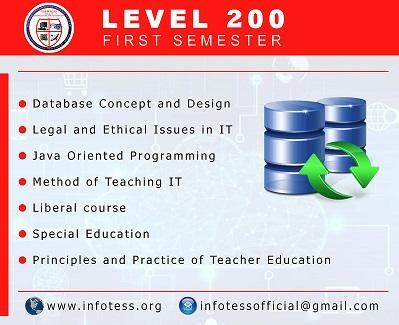 LEVEL 200
FIRST SEMESTER
Database Concept and Design
Legal and Ethical Issues in IT
Java Oriented Programming
Method of Teaching IT
Liberal course
Special Education
Principles and Practice of Teacher Education
www.infotess.org infotessofficial@gmail.com